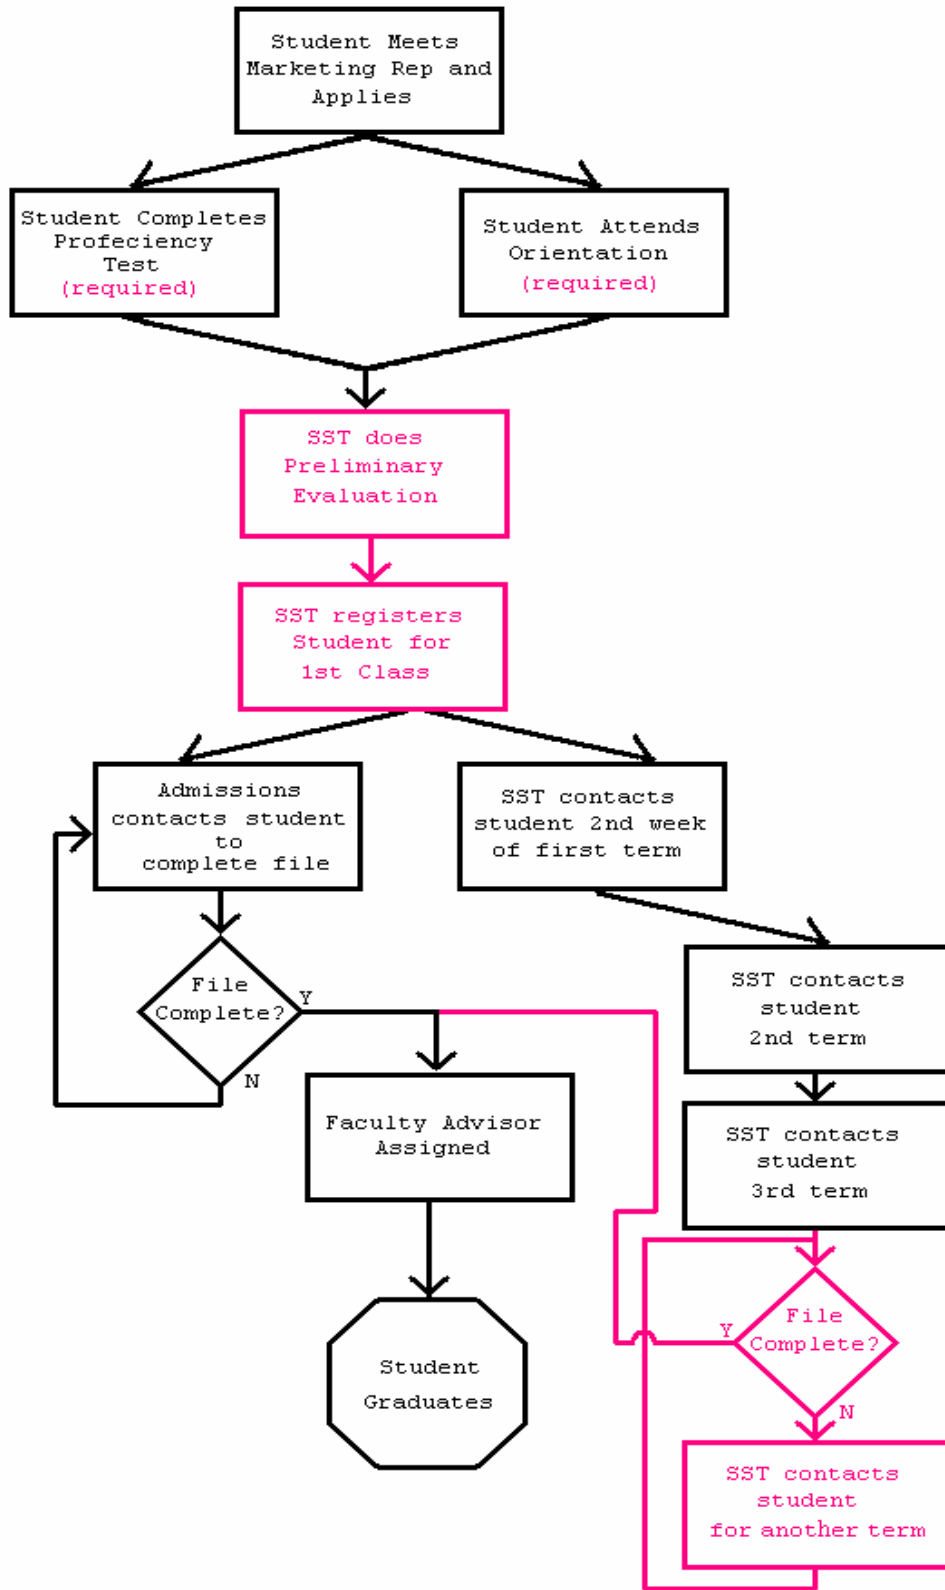 Student Meets
Marketing Rep and
Applies
Student Completes
Profeciency
Test
(required)
Student Attends
Orientation
(required)
SST does
Preliminary
Evaluation
SST registers
Student for
1st Class
Admissions
contacts student
to
complete file
SST contacts
student 2nd week
of first term
File
Complete?
Y
N
SST contacts
student
2nd term
Faculty Advisor
Assigned
SST contacts
student
3rd term
File
Complete?
Y
N
Student
Graduates
SST contacts
student
for another term